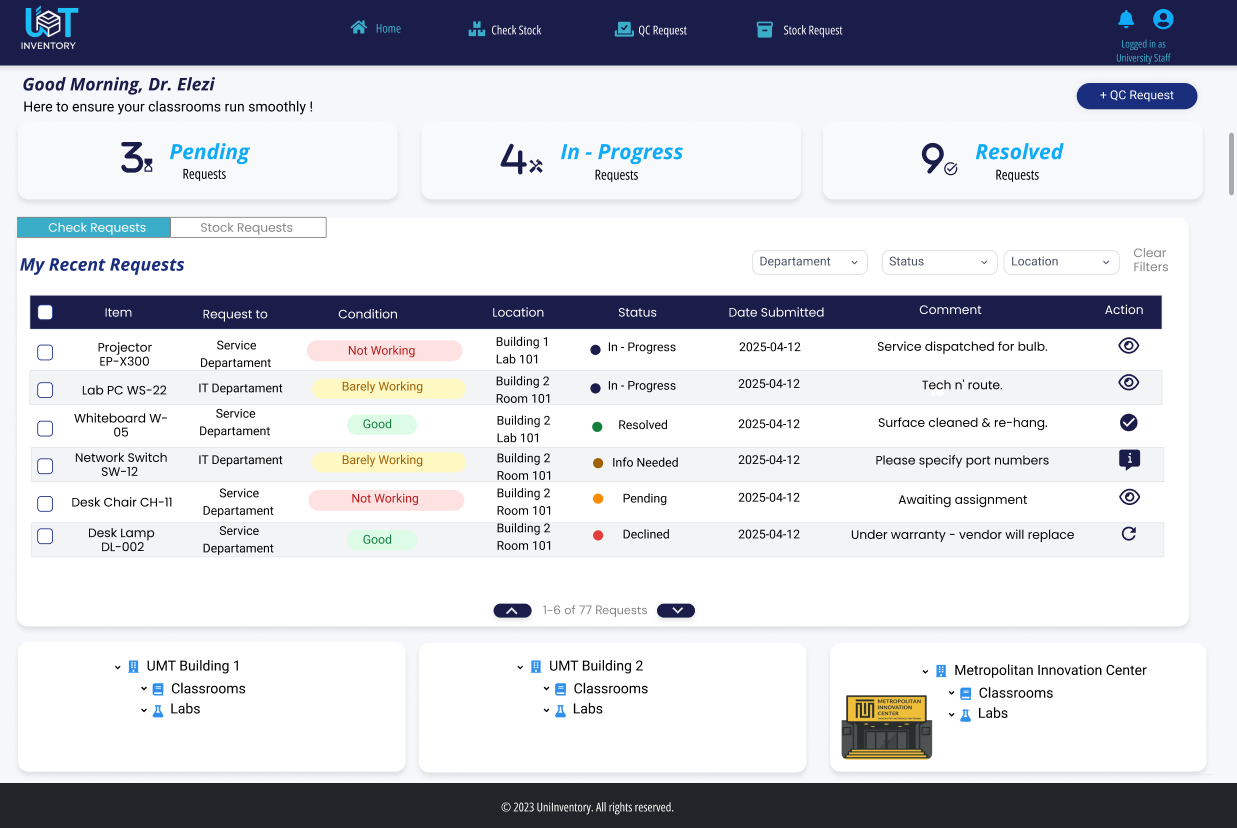 UMT
INVENTORY
Home
Check Stock
QC Request
Stock Request
Logged in as
University Staff
Good Morning, Dr. Elezi
Here to ensure your classrooms run smoothly !
+ QC Request
3 Pending
Requests
4 In - Progress
Requests
9 Resolved
Requests
Check Requests
Stock Requests
My Recent Requests
Departament
Status
Location
Clear
Filters
Item
Request to
Condition
Location
Status
Date Submitted
Comment
Action
Projector
EP-X300
Service
Departament
Not Working
Building 1
Lab 101
In - Progress
2025-04-12
Service dispatched for bulb.
Lab PC WS-22
IT Departament
Barely Working
Building 2
Room 101
In - Progress
2025-04-12
Tech n' route.
Whiteboard W-
05
Service
Departament
Good
Building 2
Lab 101
Resolved
2025-04-12
Surface cleaned & re-hang.
Network Switch
SW-12
IT Departament
Barely Working
Building 2
Room 101
Info Needed
2025-04-12
Please specify port numbers
Desk Chair CH-11
Service
Departament
Not Working
Building 2
Room 101
Pending
2025-04-12
Awaiting assignment
Desk Lamp
DL-002
Service
Departament
Good
Building 2
Room 101
Declined
2025-04-12
Under warranty - vendor will replace
1-6 of 77 Requests
UMT Building 1
Classrooms
Labs
UMT Building 2
Classrooms
Labs
Metropolitan Innovation Center
Classrooms
Labs
METROPOLITAN
INNOVATION
CENTER
© 2023 UniInventory. All rights reserved.